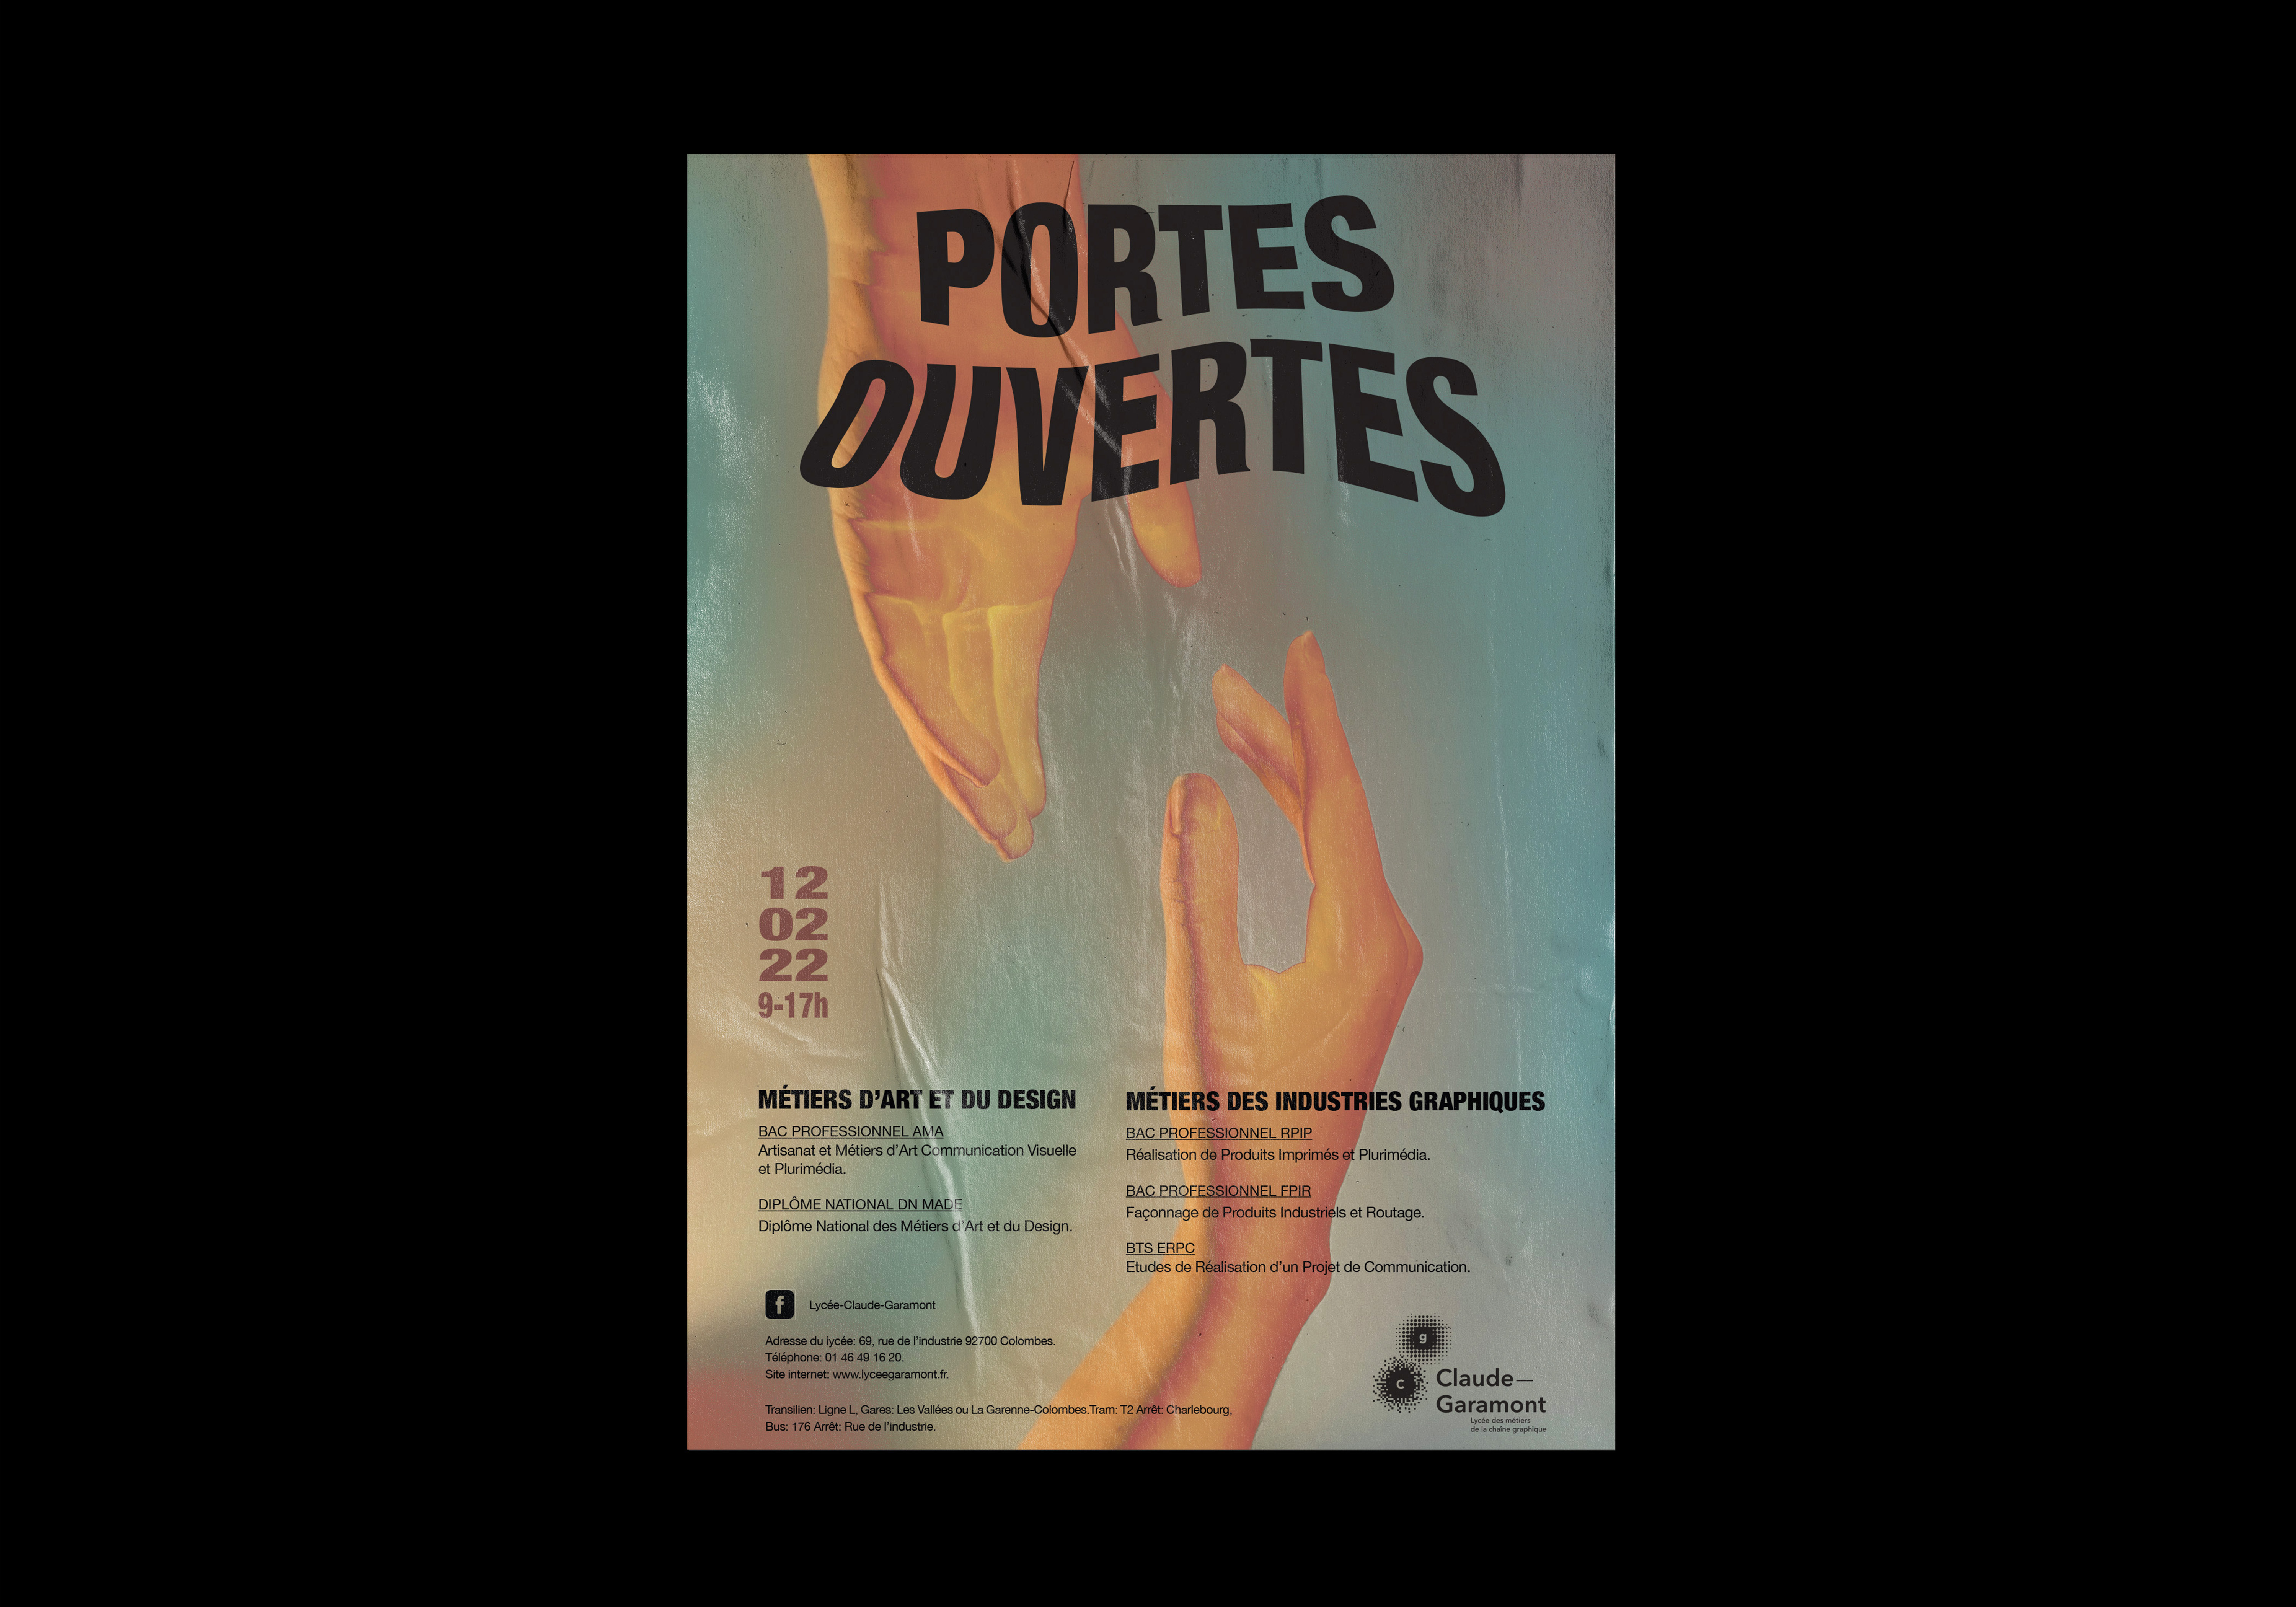 PORTES
OUVERTES
12
02
22
9-17h
MÉTIERS D’ART ET DU DESIGN
BAC PROFESSIONNEL AMA
Artisanat et Métiers d’Art Communication Visuelle
et Plurimédia.
DIPLÔME NATIONAL DN MADE
Diplôme National des Métiers d’Art et du Design.
MÉTIERS DES INDUSTRIES GRAPHIQUES
BAC PROFESSIONNEL RPIP
Réalisation de Produits Imprimés et Plurimédia.
BAC PROFESSIONNEL FPIR
Façonnage de Produits Industriels et Routage.
BTS ERPC
Etudes de Réalisation d’un Projet de Communication.
f Lycée-Claude-Garamont
Adresse du lycée: 69, rue de l’industrie 92700 Colombes.
Téléphone: 01 46 49 16 20.
Site internet: www.lyceegaramont.fr.
Transilien: Ligne L, Gares: Les Vallées ou La Garenne-Colombes.Tram: T2 Arrêt: Charlebourg,
Bus: 176 Arrêt: Rue de l’industrie.
g
c
Claude—
Garamont
Lycée des métiers
de la chaîne graphique